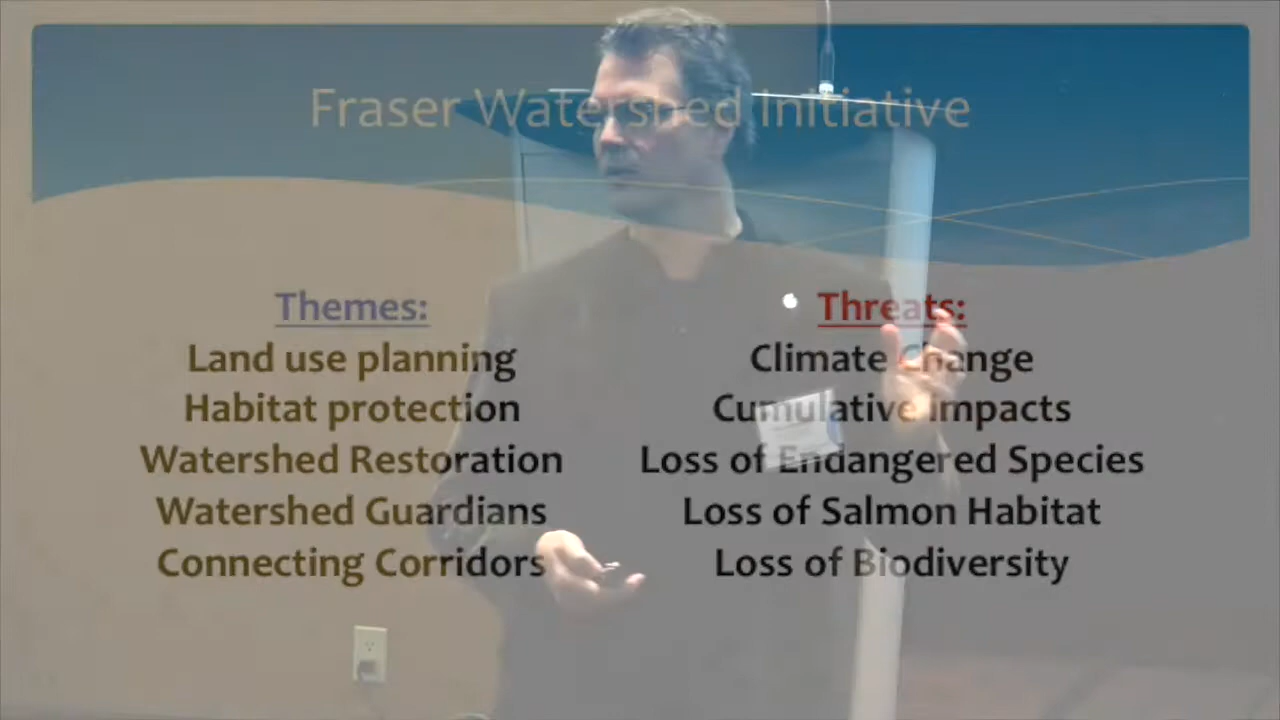 Fraser Watershed Initiative
Themes:
Land use planning
Habitat protection
Watershed Restoration
Watershed Guardians
Connecting Corridors
Threats:
Climate Change
Cumulative Impacts
Loss of Endangered Species
Loss of Salmon Habitat
Loss of Biodiversity